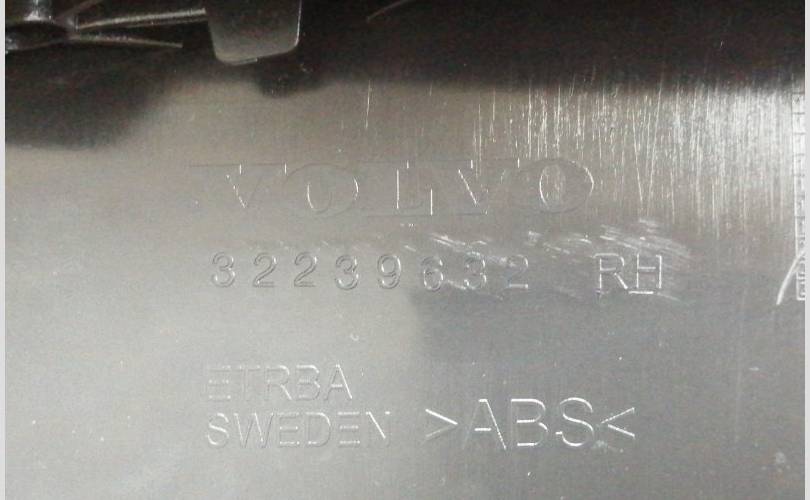 VOLVO
32239632 RH
ETRBA
SWEDEN >ABS<